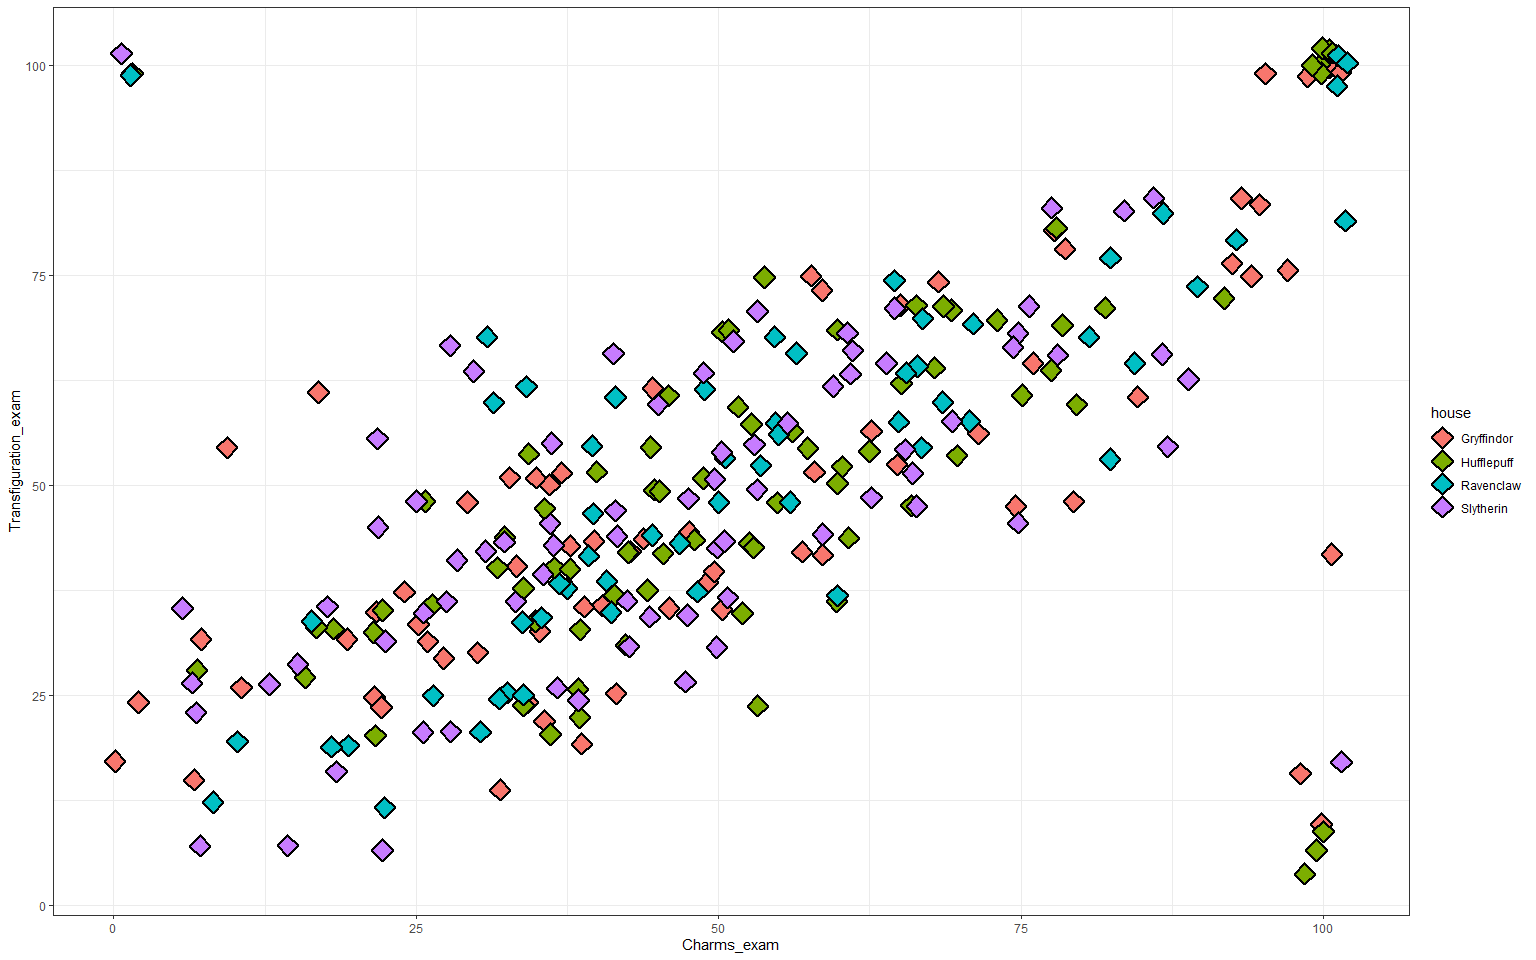 100
75
50
25
0
Transfiguration_exam
0
25
50
75
100
Charms_exam
house
Gryffindor
Hufflepuff
Ravenclaw
Slytherin